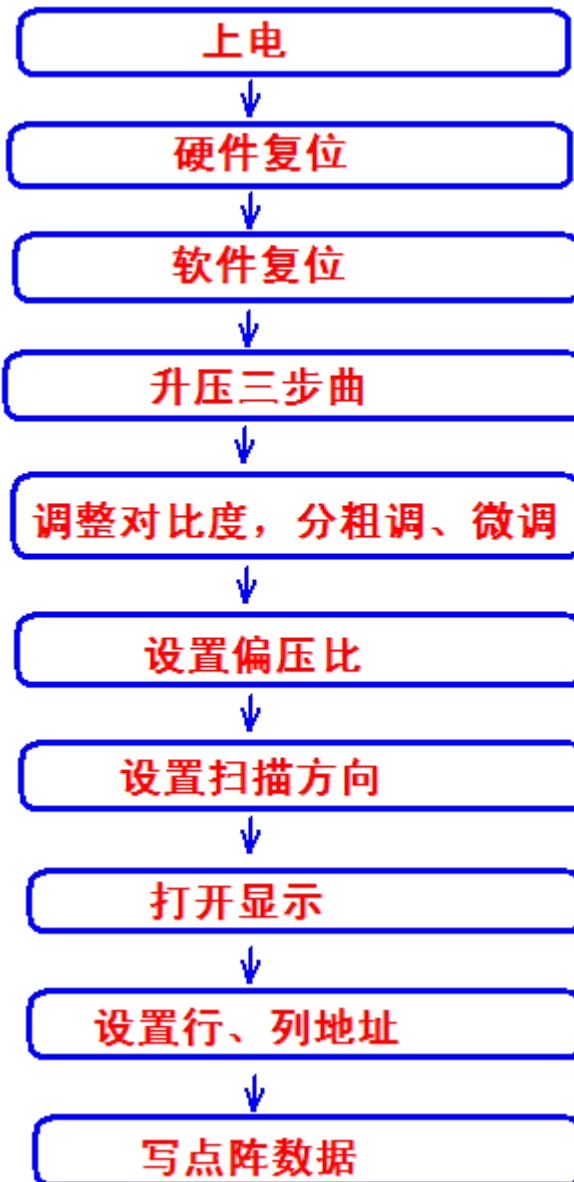 上电
硬件复位
软件复位
升压三步曲
调整对比度，分粗调、微调
设置偏压比
设置扫描方向
打开显示
设置行、列地址
写点阵数据